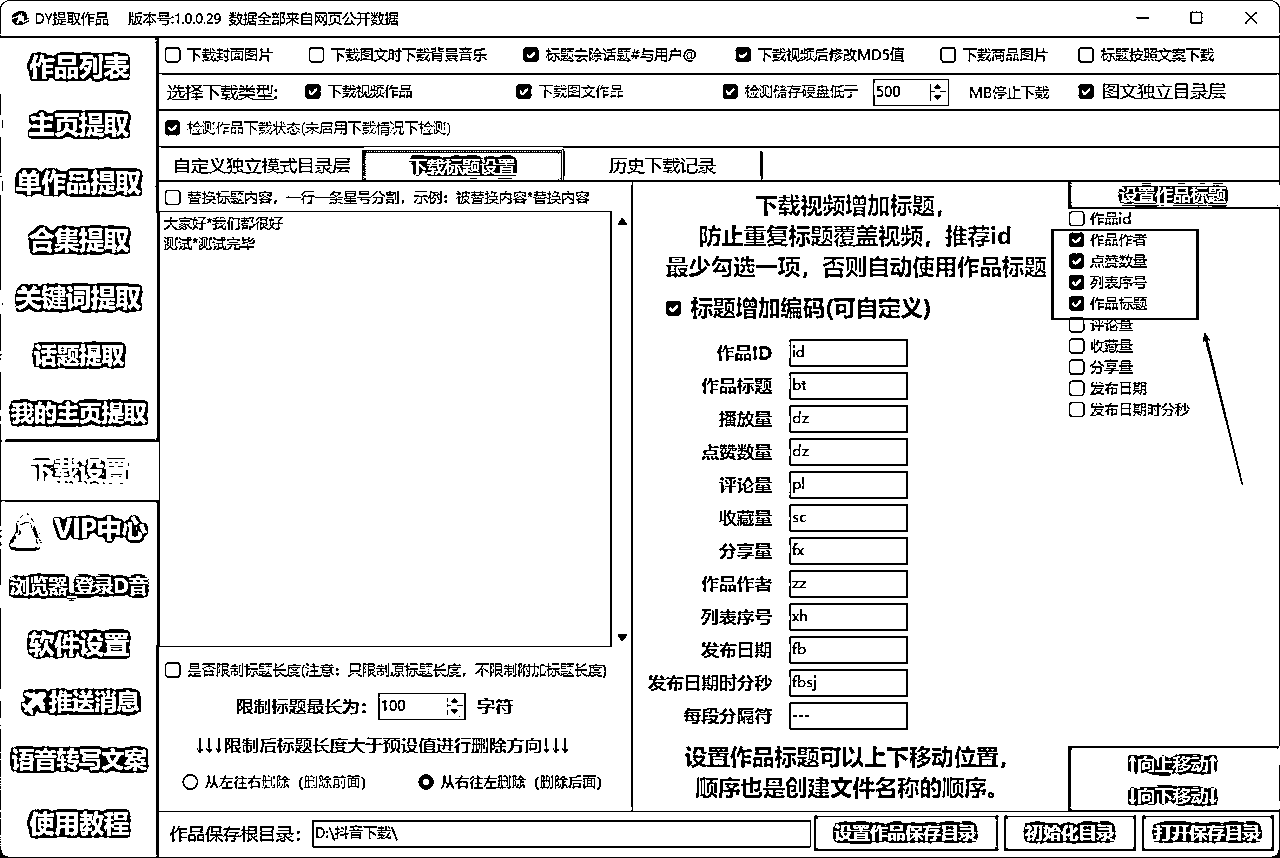 DY提取作品 版本号:1.0.0.29 数据全部来自网页公开数据
作品列表
主页提取
单作品提取
合集提取
关键词提取
话题提取
我的主页提取
下载设置
VIP中心
浏览器_登录D音
软件设置
推送消息
语音转写文案
使用教程
下载封面图片 下载图文时下载背景音乐 标题去除话题#与用户@ 下载视频后修改MD5值 下载商品图片 标题按照文案下载
选择下载类型: 下载视频作品 下载图文作品 检测储存硬盘低于 500 MB停止下载 图文独立目录层
检测作品下载状态(未启用下载情况下检测)
自定义独立模式目录层 下载标题设置 历史下载记录
替换标题内容，一行一条星号分割，示例：被替换内容*替换内容
大家好*我们都很好
测试*测试完毕
是否限制标题长度(注意：只限制原标题长度，不限制附加标题长度)
限制标题最长为： 100 字符
↓↓↓限制后标题长度大于预设值进行删除方向↓↓↓
从左往右删除（删除前面） 从右往左删除（删除后面）
下载视频增加标题，
防止重复标题覆盖视频，推荐id
最少勾选一项，否则自动使用作品标题
标题增加编码(可自定义)
作品ID id
作品标题 bt
播放量 dz
点赞数量 dz
评论量 pl
收藏量 sc
分享量 fx
作品作者 zz
列表序号 xh
发布日期 fb
发布日期时分秒 fbsj
每段分隔符 ---
设置作品标题可以上下移动位置，
顺序也是创建文件名称的顺序。
设置作品标题
作品id
作品作者
点赞数量
列表序号
作品标题
评论量
收藏量
分享量
发布日期
发布日期时分秒
↑向上移动↑
↓向下移动↓
作品保存根目录： D:\抖音下载\ 设置作品保存目录 初始化目录 打开保存目录